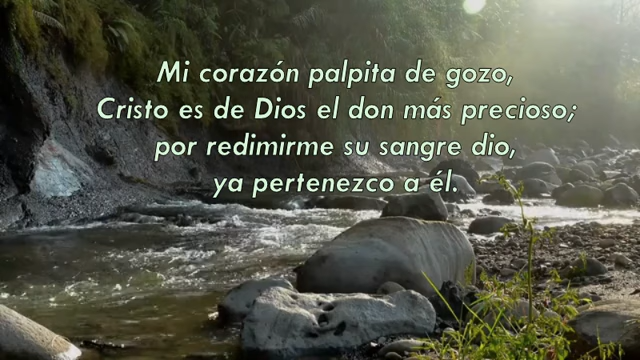 Mi corazón palpita de gozo,
Cristo es de Dios el don más precioso;
por redimirme su sangre dio,
ya pertenezco a él.